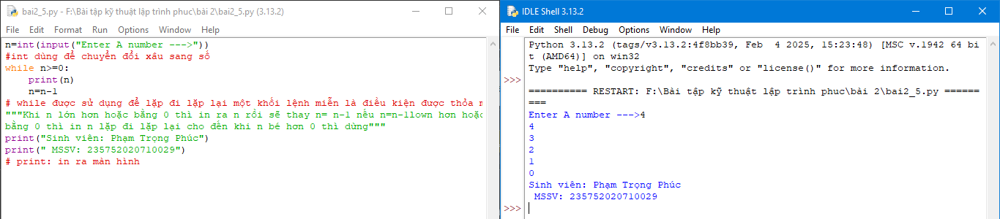 bai2_5.py - F:\Bài tập kỹ thuật lập trình phuc\bài 2\bai2_5.py (3.13.2)
File Edit Format Run Options Window Help
n=int(input("Enter A number --->"))
#int dùng để chuyển đổi xâu sang số
while n>=0:
    print(n)
    n=n-1
# while được sử dụng để lặp đi lặp lại một khối lệnh miễn là điều kiện được thỏa m
"""Khi n lớn hơn hoặc bằng 0 thì in ra n rồi sẽ thay n= n-1 nếu n=n-1lown hơn hoặc
bằng 0 thì in n lặp đi lặp lại cho đến khi n bé hơn 0 thì dừng"""
print("Sinh viên: Phạm Trọng Phúc")
print(" MSSV: 235752020710029")
# print: in ra màn hình
IDLE Shell 3.13.2
File Edit Shell Debug Options Window Help
Python 3.13.2 (tags/v3.13.2:4f8bb39, Feb  4 2025, 15:23:48) [MSC v.1942 64 bi
t (AMD64)] on win32
Type "help", "copyright", "credits" or "license()" for more information.
>>>
========== RESTART: F:\Bài tập kỹ thuật lập trình phuc\bài 2\bai2_5.py ======
===
Enter A number --->4
4
3
2
1
0
Sinh viên: Phạm Trọng Phúc
 MSSV: 235752020710029
>>>